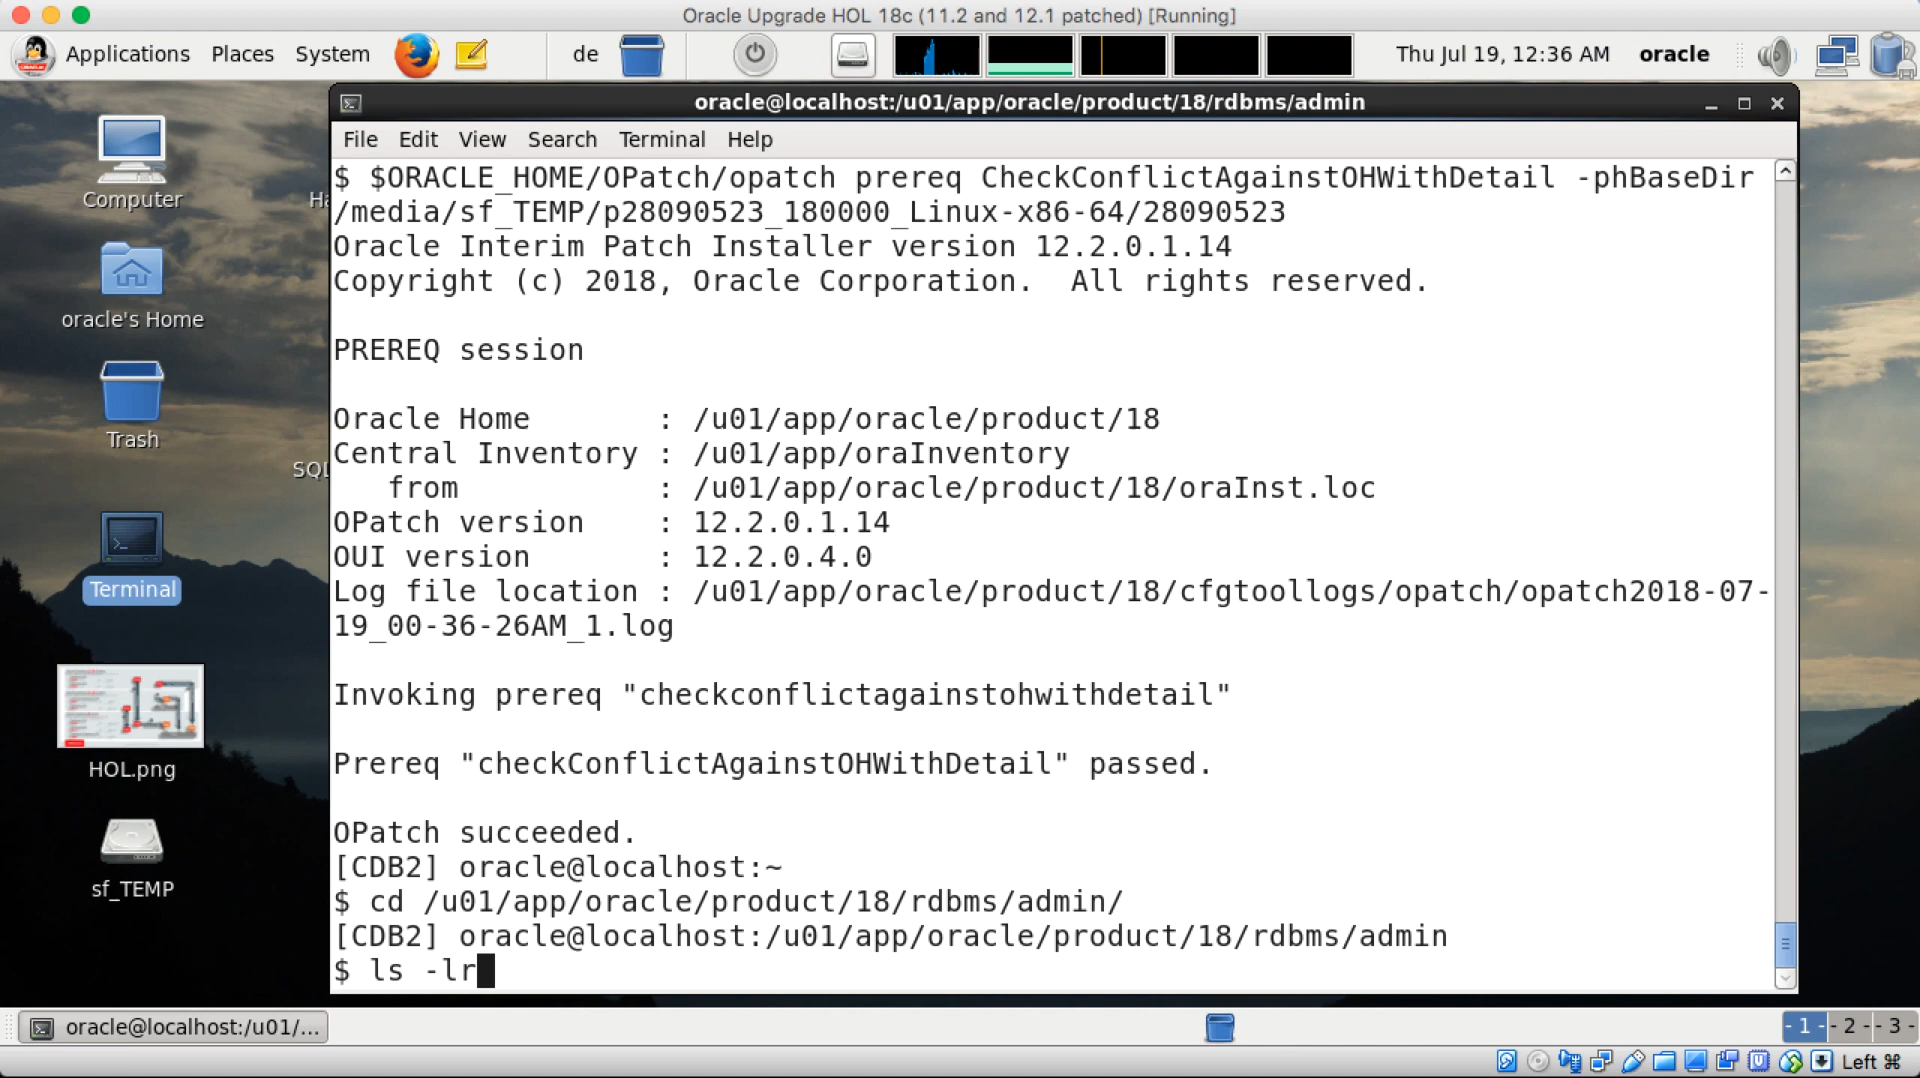 Oracle Upgrade HOL 18c (11.2 and 12.1 patched) [Running]
Applications Places System de Thu Jul 19, 12:36 AM oracle
oracle@localhost:/u01/app/oracle/product/18/rdbms/admin
File Edit View Search Terminal Help
$ $ORACLE_HOME/OPatch/opatch prereq CheckConflictAgainstOHWithDetail -phBaseDir
/media/sf_TEMP/p28090523_180000_Linux-x86-64/28090523
Oracle Interim Patch Installer version 12.2.0.1.14
Copyright (c) 2018, Oracle Corporation.  All rights reserved.
PREREQ session
Oracle Home       : /u01/app/oracle/product/18
Central Inventory : /u01/app/oraInventory
   from           : /u01/app/oracle/product/18/oraInst.loc
OPatch version    : 12.2.0.1.14
OUI version       : 12.2.0.4.0
Log file location : /u01/app/oracle/product/18/cfgtoollogs/opatch/opatch2018-07-
19_00-36-26AM_1.log
Invoking prereq "checkconflictagainstohwithdetail"
Prereq "checkConflictAgainstOHWithDetail" passed.
OPatch succeeded.
[CDB2] oracle@localhost:~
$ cd /u01/app/oracle/product/18/rdbms/admin/
[CDB2] oracle@localhost:/u01/app/oracle/product/18/rdbms/admin
$ ls -lr
Computer
Ha
oracle's Home
Trash
SQL
Terminal
HOL.png
sf_TEMP
oracle@localhost:/u01/...
- 1 - - 2 - - 3 -
Left ⌘